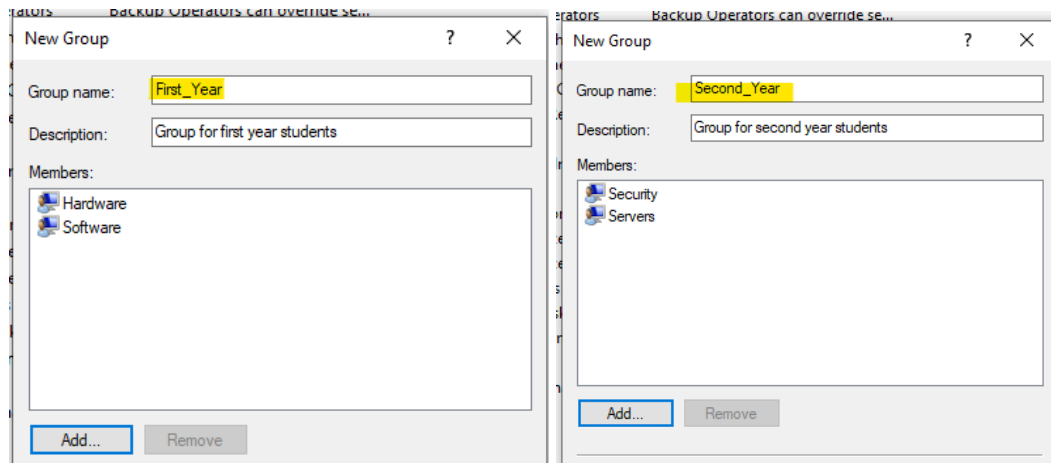 rators Backup Operators can override se...
New Group ? X
Group name: First_Year
Description: Group for first year students
Members:
Hardware
Software
Add... Remove
erators Backup Operators can override se...
New Group ? X
Group name: Second_Year
Description: Group for second year students
Members:
Security
Servers
Add... Remove